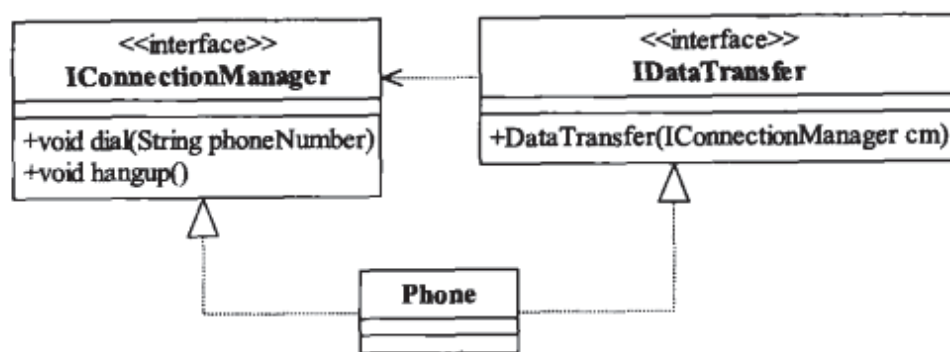 <<interface>>
IConnectionManager
+void dial(String phoneNumber)
+void hangup()
<<interface>>
IDataTransfer
+DataTransfer(IConnectionManager cm)
Phone